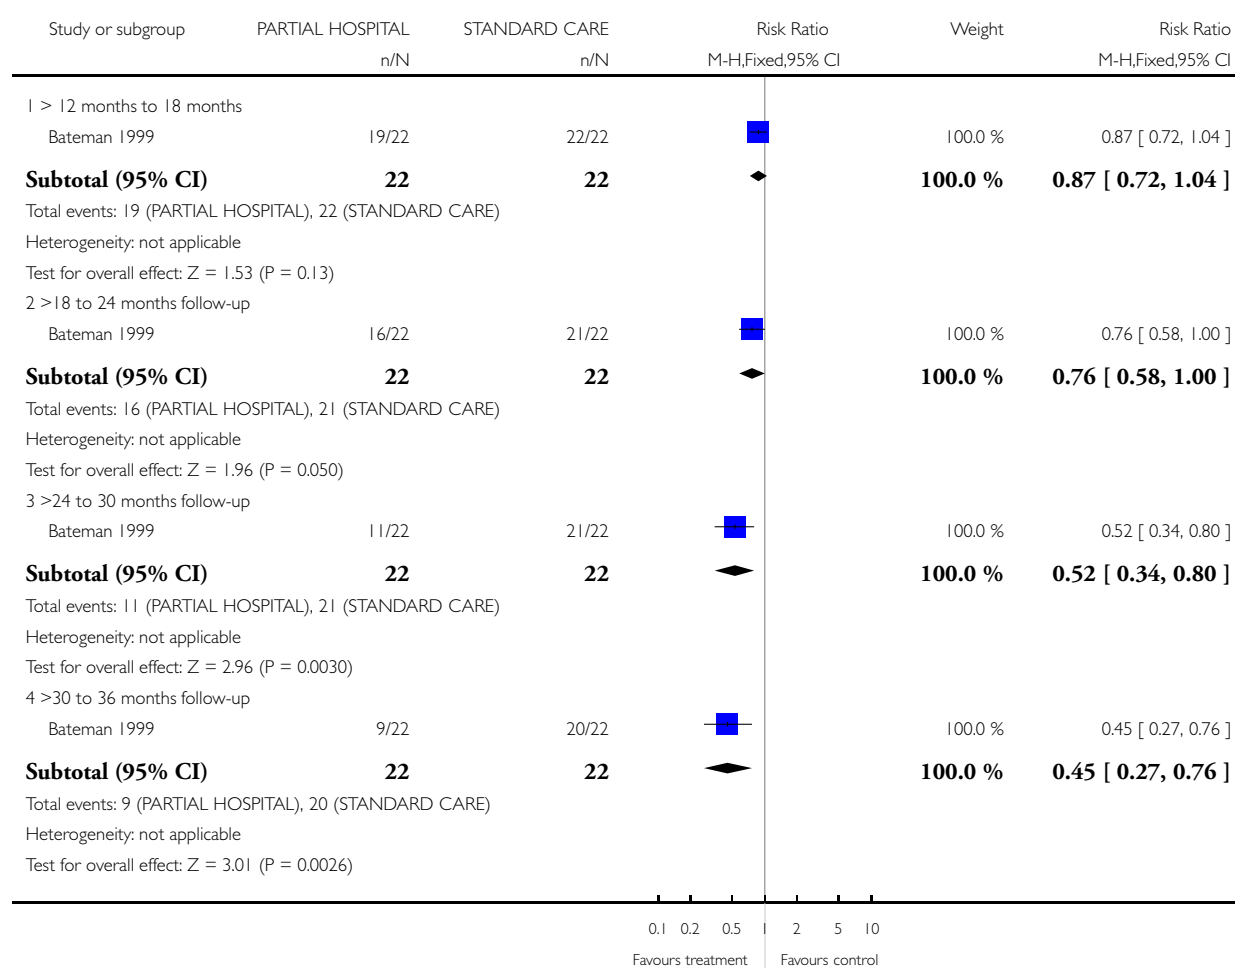 Study or subgroup PARTIAL HOSPITAL STANDARD CARE Risk Ratio Weight Risk Ratio
n/N n/N M-H,Fixed,95% CI M-H,Fixed,95% CI
1 > 12 months to 18 months
Bateman 1999 19/22 22/22 100.0 % 0.87 [ 0.72, 1.04 ]
Subtotal (95% CI) 22 22 100.0 % 0.87 [ 0.72, 1.04 ]
Total events: 19 (PARTIAL HOSPITAL), 22 (STANDARD CARE)
Heterogeneity: not applicable
Test for overall effect: Z = 1.53 (P = 0.13)
2 >18 to 24 months follow-up
Bateman 1999 16/22 21/22 100.0 % 0.76 [ 0.58, 1.00 ]
Subtotal (95% CI) 22 22 100.0 % 0.76 [ 0.58, 1.00 ]
Total events: 16 (PARTIAL HOSPITAL), 21 (STANDARD CARE)
Heterogeneity: not applicable
Test for overall effect: Z = 1.96 (P = 0.050)
3 >24 to 30 months follow-up
Bateman 1999 11/22 21/22 100.0 % 0.52 [ 0.34, 0.80 ]
Subtotal (95% CI) 22 22 100.0 % 0.52 [ 0.34, 0.80 ]
Total events: 11 (PARTIAL HOSPITAL), 21 (STANDARD CARE)
Heterogeneity: not applicable
Test for overall effect: Z = 2.96 (P = 0.0030)
4 >30 to 36 months follow-up
Bateman 1999 9/22 20/22 100.0 % 0.45 [ 0.27, 0.76 ]
Subtotal (95% CI) 22 22 100.0 % 0.45 [ 0.27, 0.76 ]
Total events: 9 (PARTIAL HOSPITAL), 20 (STANDARD CARE)
Heterogeneity: not applicable
Test for overall effect: Z = 3.01 (P = 0.0026)
0.1 0.2 0.5 1 2 5 10
Favours treatment Favours control